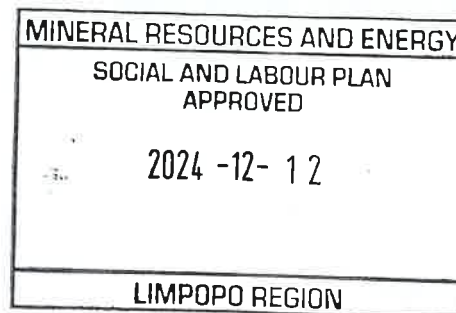 MINERAL RESOURCES AND ENERGY
SOCIAL AND LABOUR PLAN
APPROVED
2024 -12- 12
LIMPOPO REGION